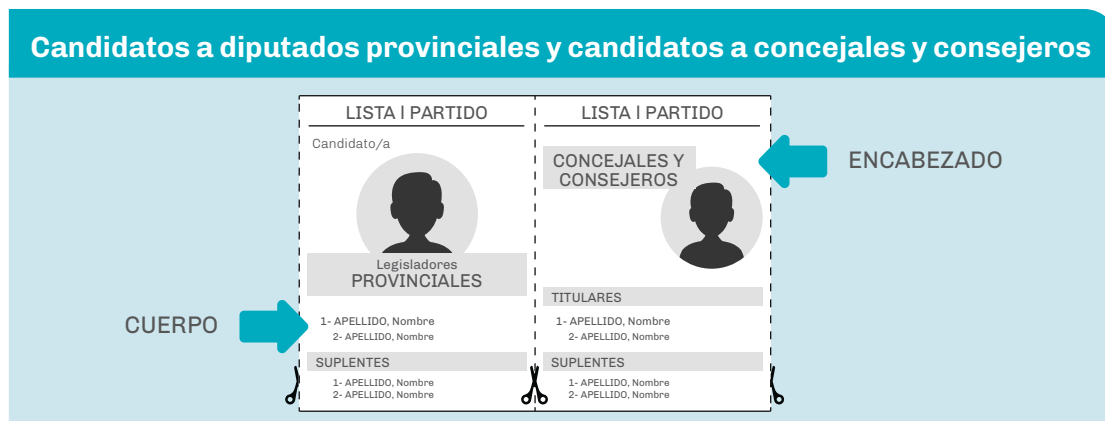 Candidatos a diputados provinciales y candidatos a concejales y consejeros
LISTA | PARTIDO
Candidato/a
Legisladores
PROVINCIALES
1- APELLIDO, Nombre
2- APELLIDO, Nombre
SUPLENTES
1- APELLIDO, Nombre
2- APELLIDO, Nombre
LISTA | PARTIDO
CONCEJALES Y
CONSEJEROS
TITULARES
1- APELLIDO, Nombre
2- APELLIDO, Nombre
SUPLENTES
1- APELLIDO, Nombre
2- APELLIDO, Nombre
ENCABEZADO
CUERPO